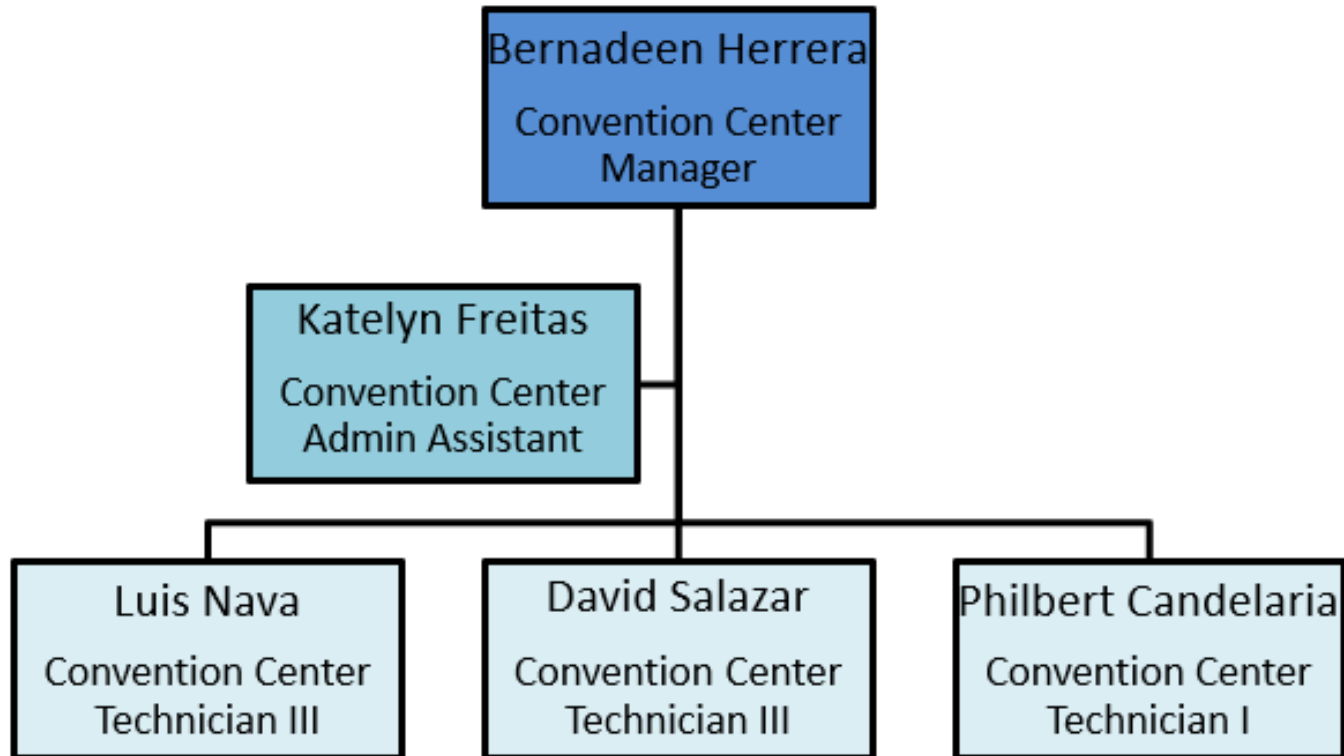 Bernadeen Herrera
Convention Center
Manager
Katelyn Freitas
Convention Center
Admin Assistant
Luis Nava
Convention Center
Technician III
David Salazar
Convention Center
Technician III
Philbert Candelaria
Convention Center
Technician I